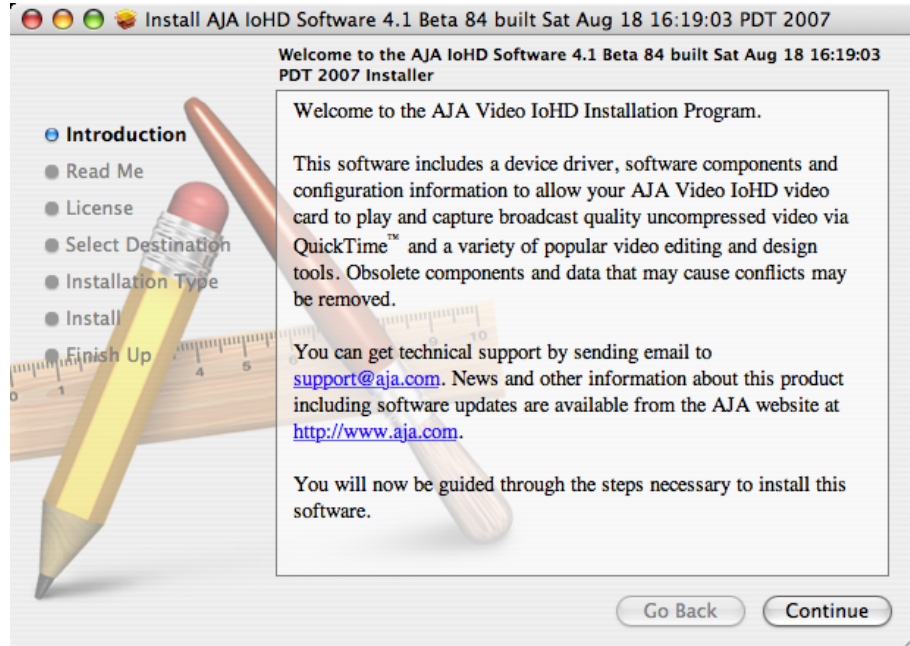 Install AJA IoHD Software 4.1 Beta 84 built Sat Aug 18 16:19:03 PDT 2007
Welcome to the AJA IoHD Software 4.1 Beta 84 built Sat Aug 18 16:19:03
PDT 2007 Installer
Introduction
Read Me
License
Select Destination
Installation Type
Install
Finish Up
Welcome to the AJA Video IoHD Installation Program.
This software includes a device driver, software components and
configuration information to allow your AJA Video IoHD video
card to play and capture broadcast quality uncompressed video via
QuickTime™ and a variety of popular video editing and design
tools. Obsolete components and data that may cause conflicts may
be removed.
You can get technical support by sending email to
support@aja.com. News and other information about this product
including software updates are available from the AJA website at
http://www.aja.com.
You will now be guided through the steps necessary to install this
software.
0 1 4 5 6 9 10
Go Back Continue